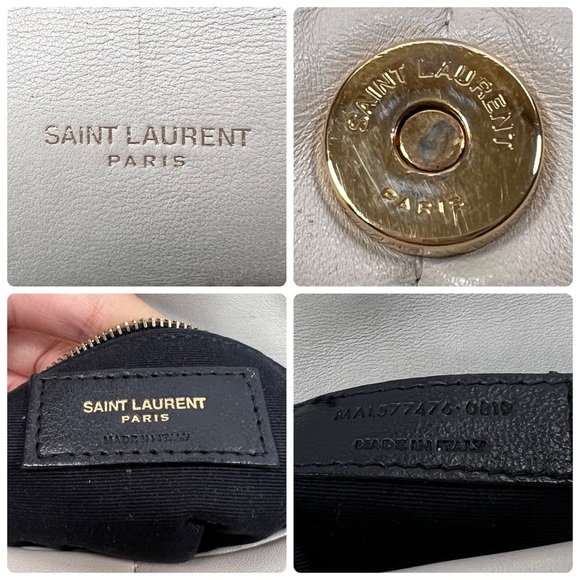 SAINT LAURENT
PARIS
SAINT LAURENT
PARIS
SAINT LAURENT
PARIS
MADE IN ITALY
MAL577476·0819
MADE IN ITALY